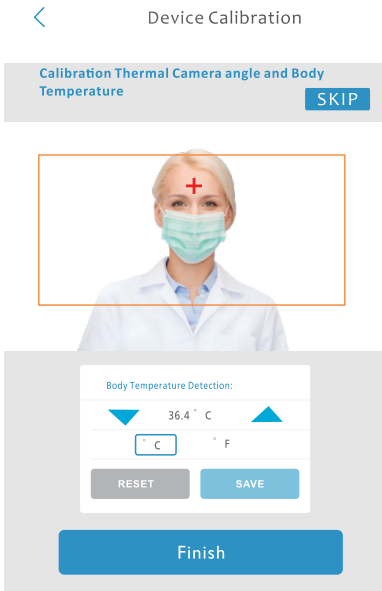 Device Calibration
Calibration Thermal Camera angle and Body
Temperature
SKIP
Body Temperature Detection:
36.4 ° C
° C ° F
RESET SAVE
Finish